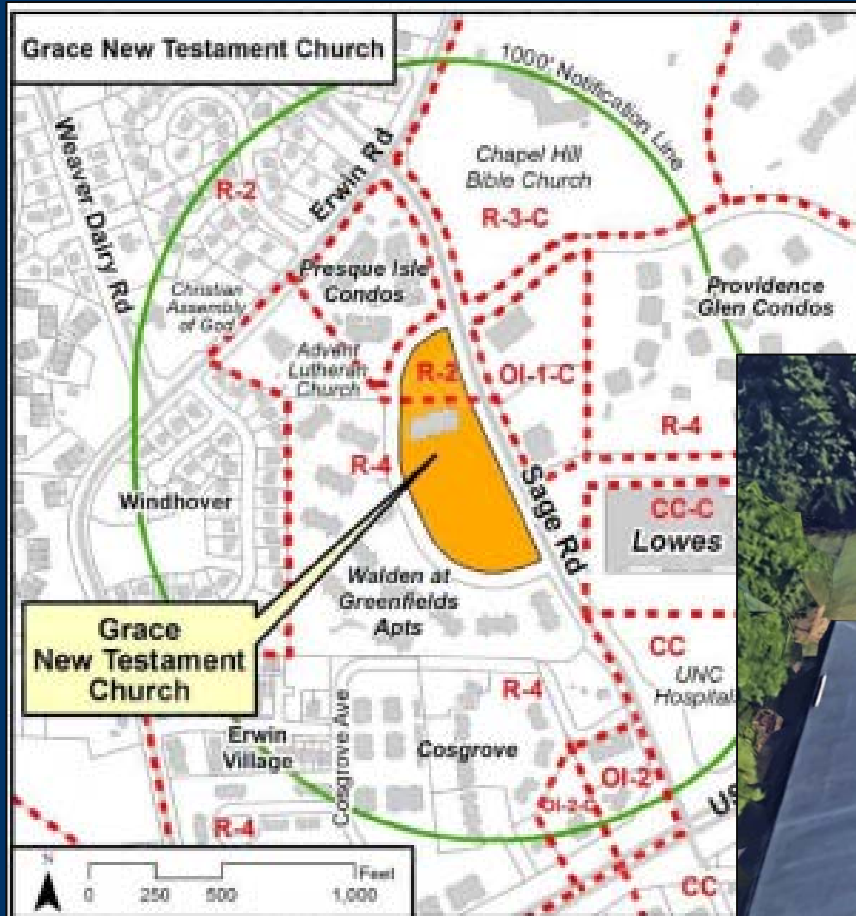 Grace New Testament Church
1000' Notification Line
Weaver Dairy Rd
Erwin Rd
Chapel Hill
Bible Church
R-2
R-3-C
Presque Isle
Condos
Christian
Assembly
of God
Providence
Glen Condos
Advent
Lutheran
Church
R-2
OI-1-C
R-4
R-4
Sage Rd
Windhover
CC-C
Lowes
Walden at
Greenfields
Apts
Grace
New Testament
Church
CC
UNC
Hospital
R-4
Cosgrove Ave
Erwin
Village
Cosgrove
OI-2
OI-2-C
US
R-4
CC
N
Feet
0 250 500 1,000